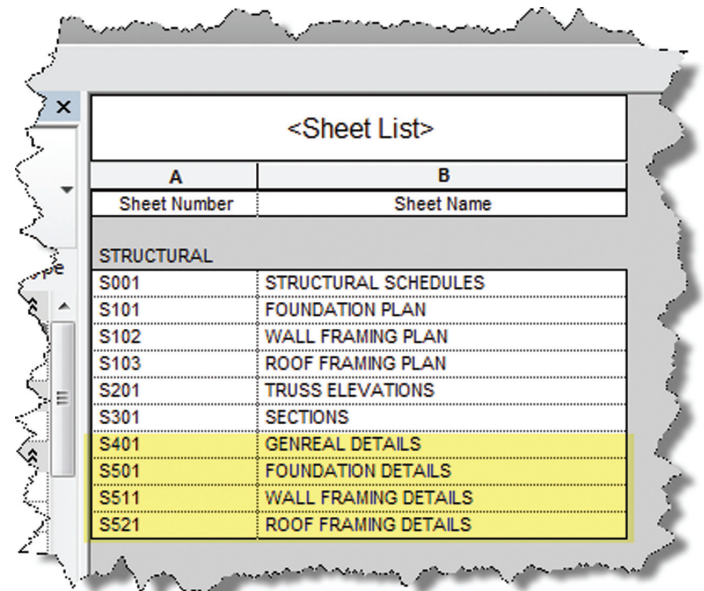 <Sheet List>
A B
Sheet Number Sheet Name
STRUCTURAL
S001 STRUCTURAL SCHEDULES
S101 FOUNDATION PLAN
S102 WALL FRAMING PLAN
S103 ROOF FRAMING PLAN
S201 TRUSS ELEVATIONS
S301 SECTIONS
S401 GENREAL DETAILS
S501 FOUNDATION DETAILS
S511 WALL FRAMING DETAILS
S521 ROOF FRAMING DETAILS